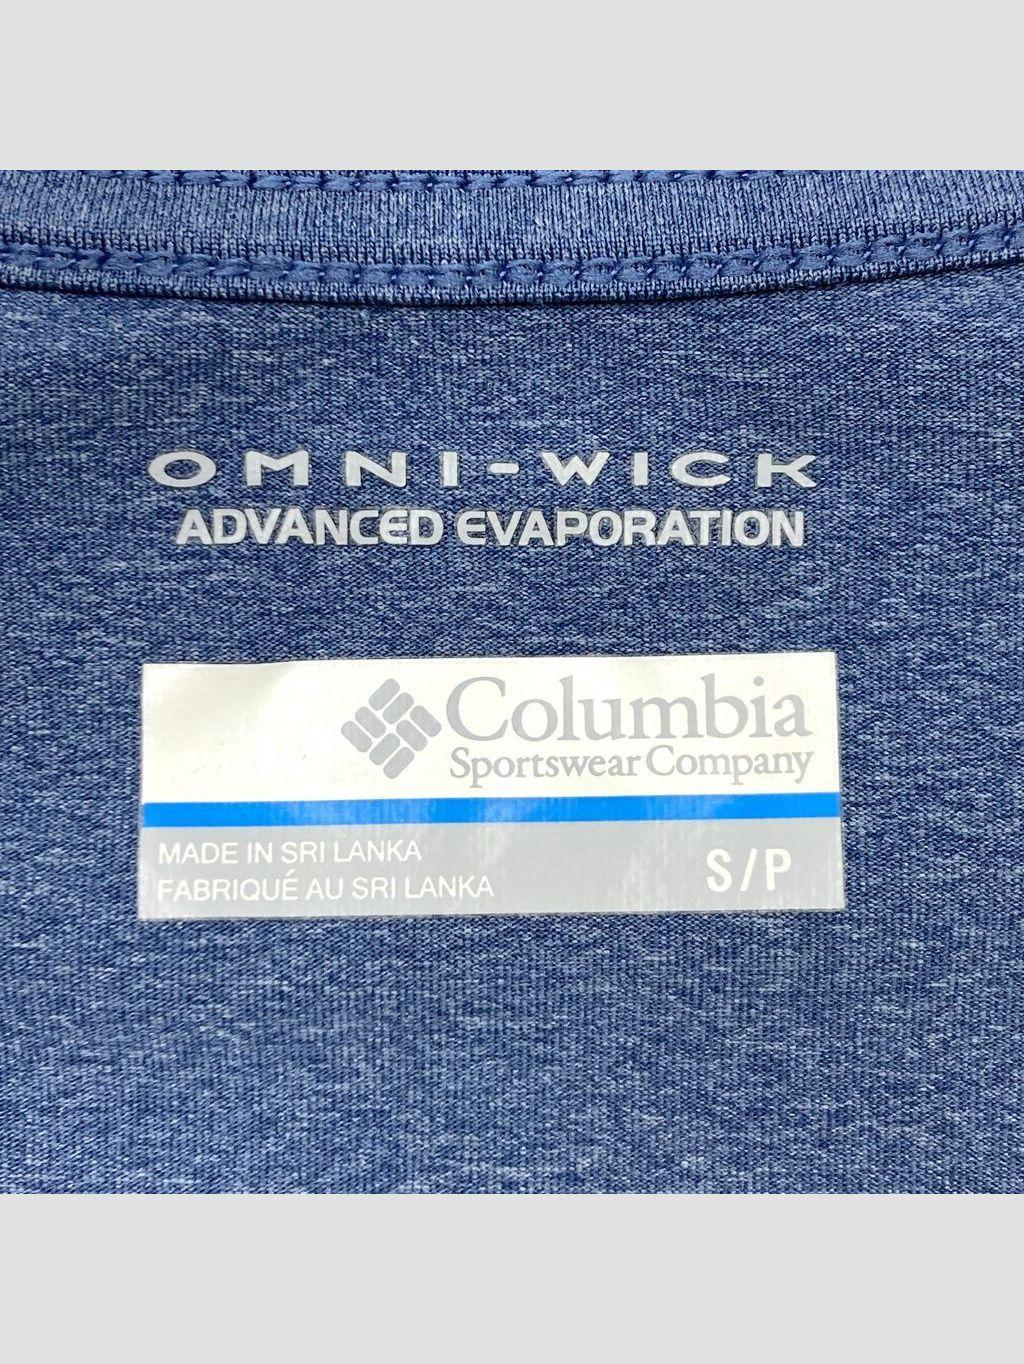 OMNI-WICK
ADVANCED EVAPORATION
Columbia
Sportswear Company
MADE IN SRI LANKA
FABRIQUÉ AU SRI LANKA
S/P